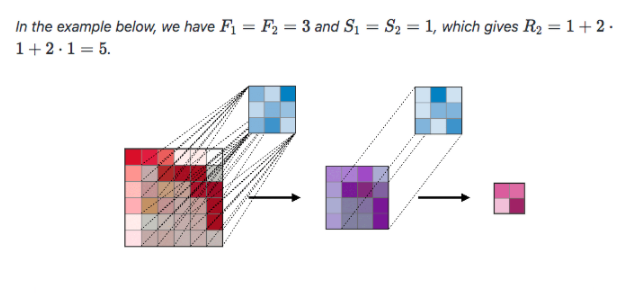 In the example below, we have F₁ = F₂ = 3 and S₁ = S₂ = 1, which gives R₂ = 1 + 2 ·
1 + 2 · 1 = 5.